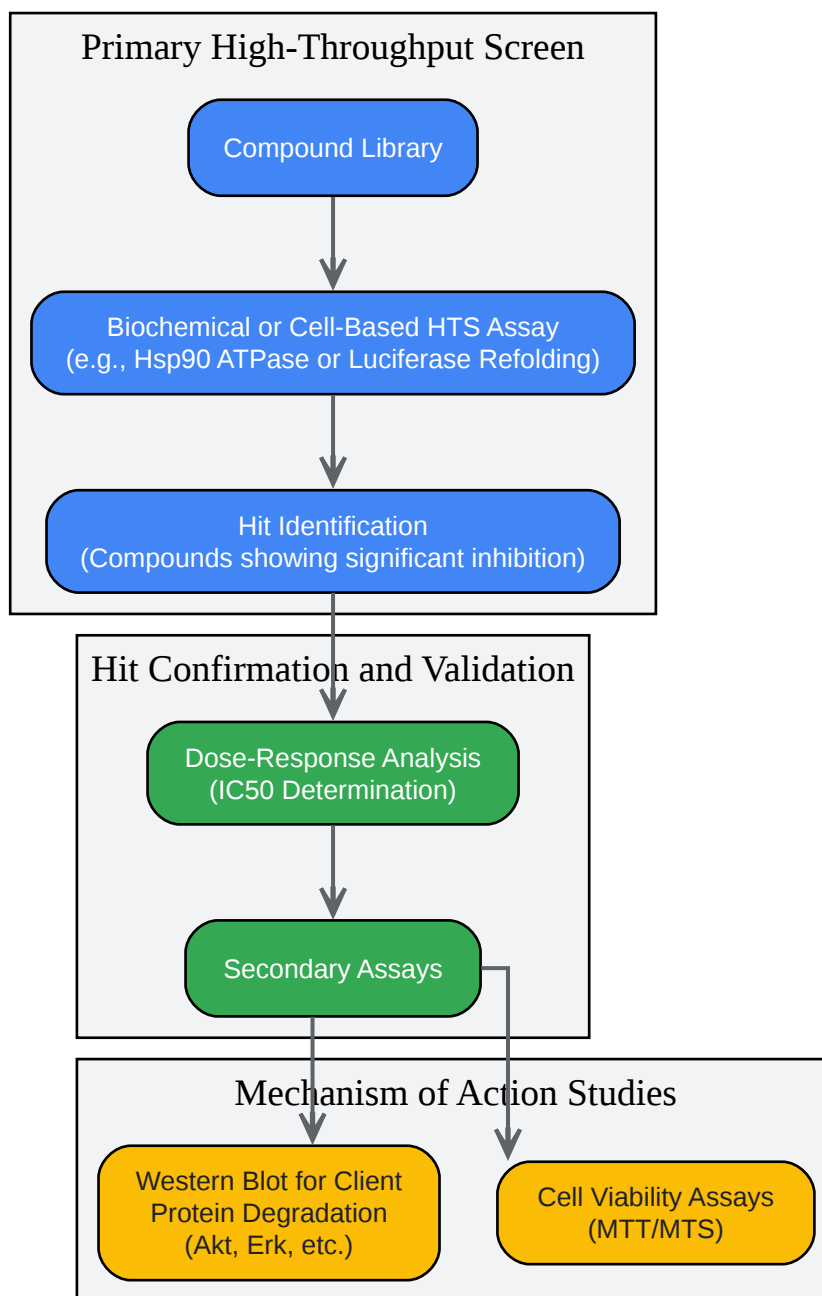 Primary High-Throughput Screen
Compound Library
Biochemical or Cell-Based HTS Assay
(e.g., Hsp90 ATPase or Luciferase Refolding)
Hit Identification
(Compounds showing significant inhibition)
Hit Confirmation and Validation
Dose-Response Analysis
(IC50 Determination)
Secondary Assays
Mechanism of Action Studies
Western Blot for Client
Protein Degradation
(Akt, Erk, etc.)
Cell Viability Assays
(MTT/MTS)